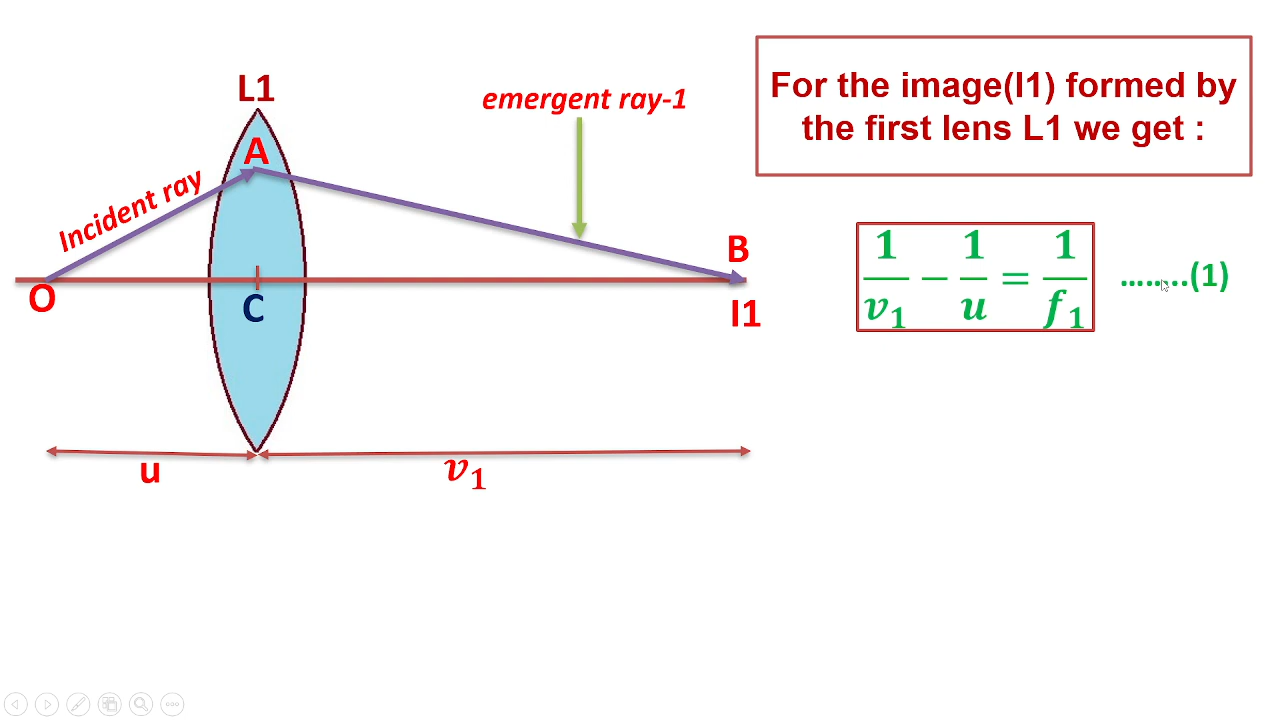 L1
emergent ray-1
A
Incident ray
B
O
C
I1
u
v₁
For the image(I1) formed by
the first lens L1 we get :
1/v₁ − 1/u = 1/f₁ ........(1)